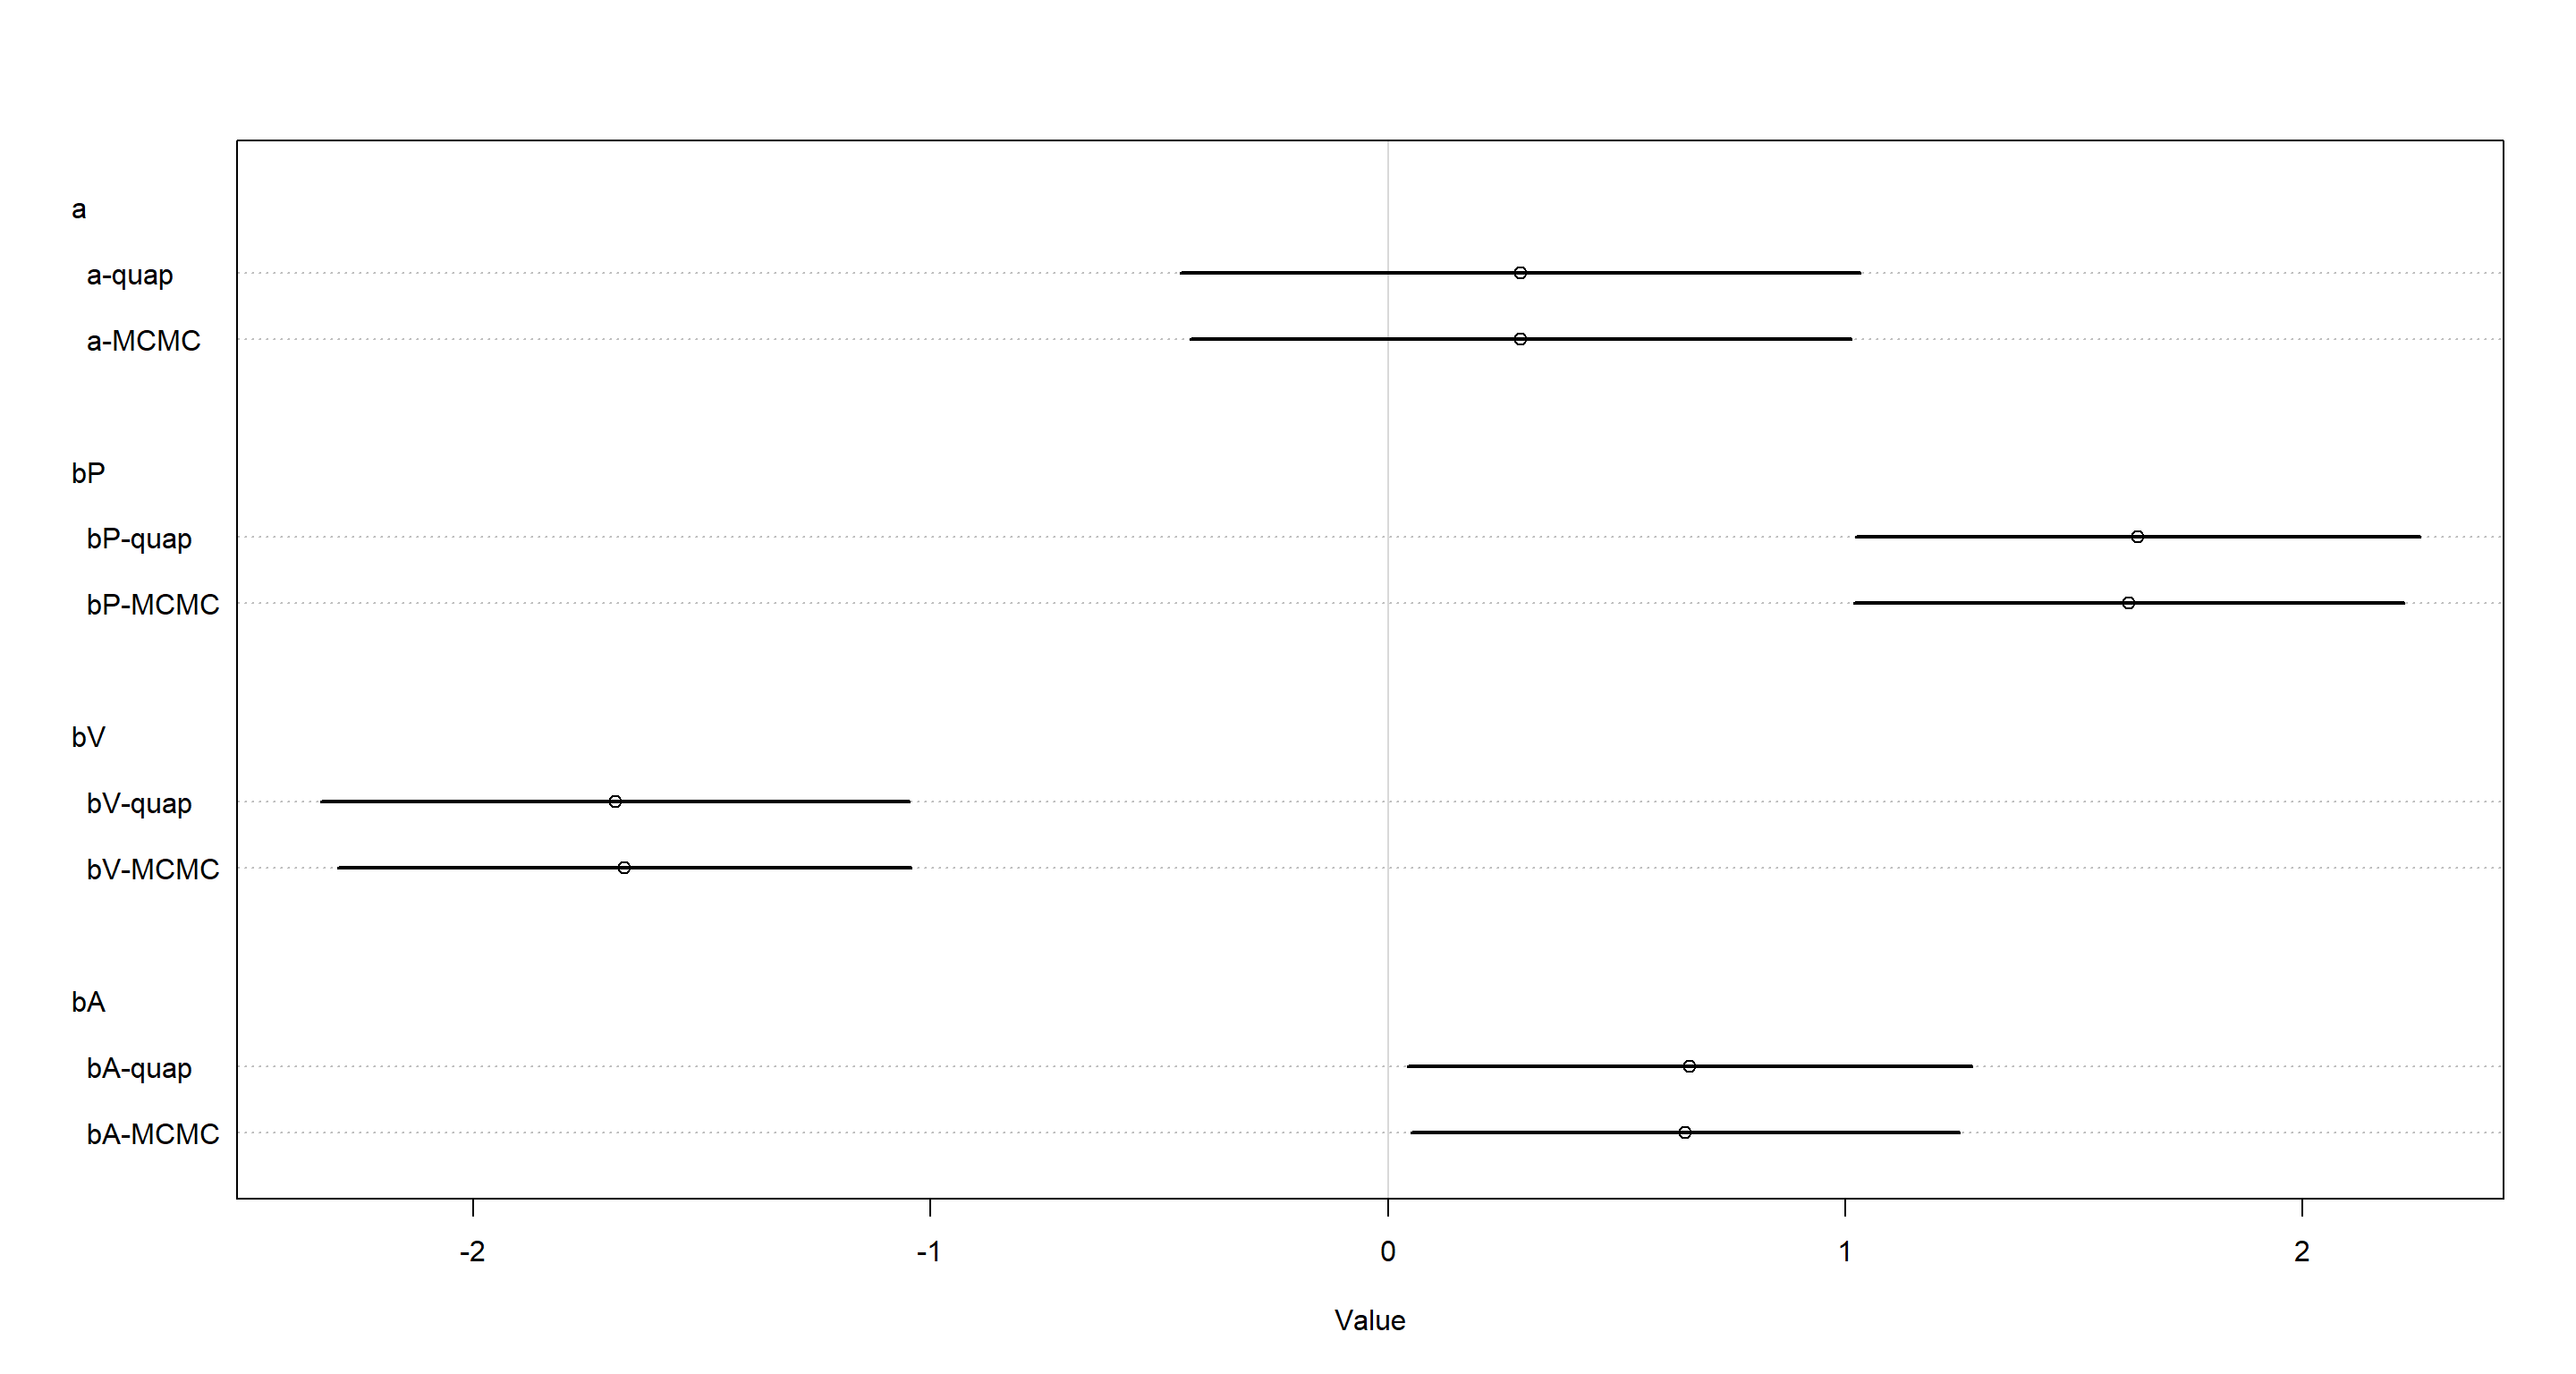 a
a-quap
a-MCMC
bP
bP-quap
bP-MCMC
bV
bV-quap
bV-MCMC
bA
bA-quap
bA-MCMC
-2 -1 0 1 2
Value